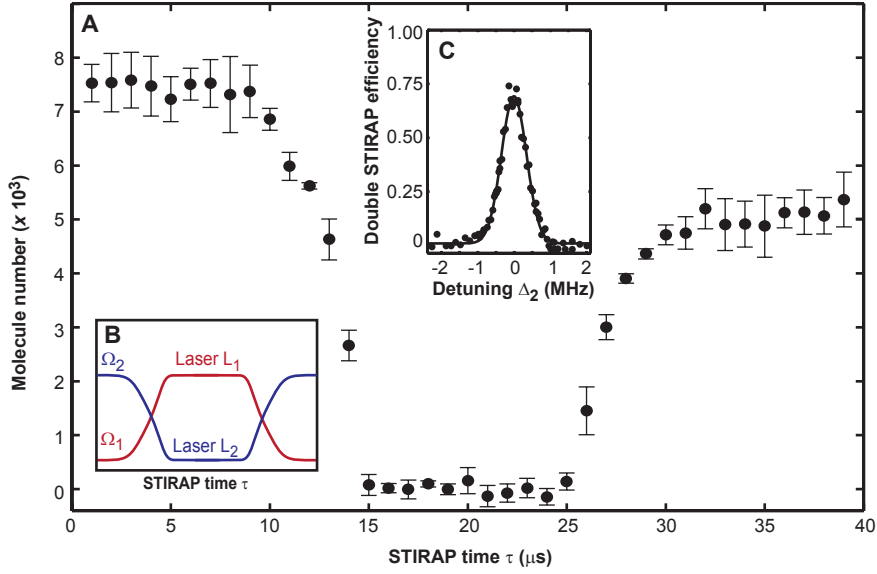 A
8
7
6
5
4
3
2
1
0
Molecule number (x 10³)
0 5 10 15 20 25 30 35 40
STIRAP time τ (μs)
B
Ω₂
Laser L₁
Ω₁
Laser L₂
STIRAP time τ
C
1.00
0.75
0.50
0.25
0
Double STIRAP efficiency
-2 -1 0 1 2
Detuning Δ₂ (MHz)